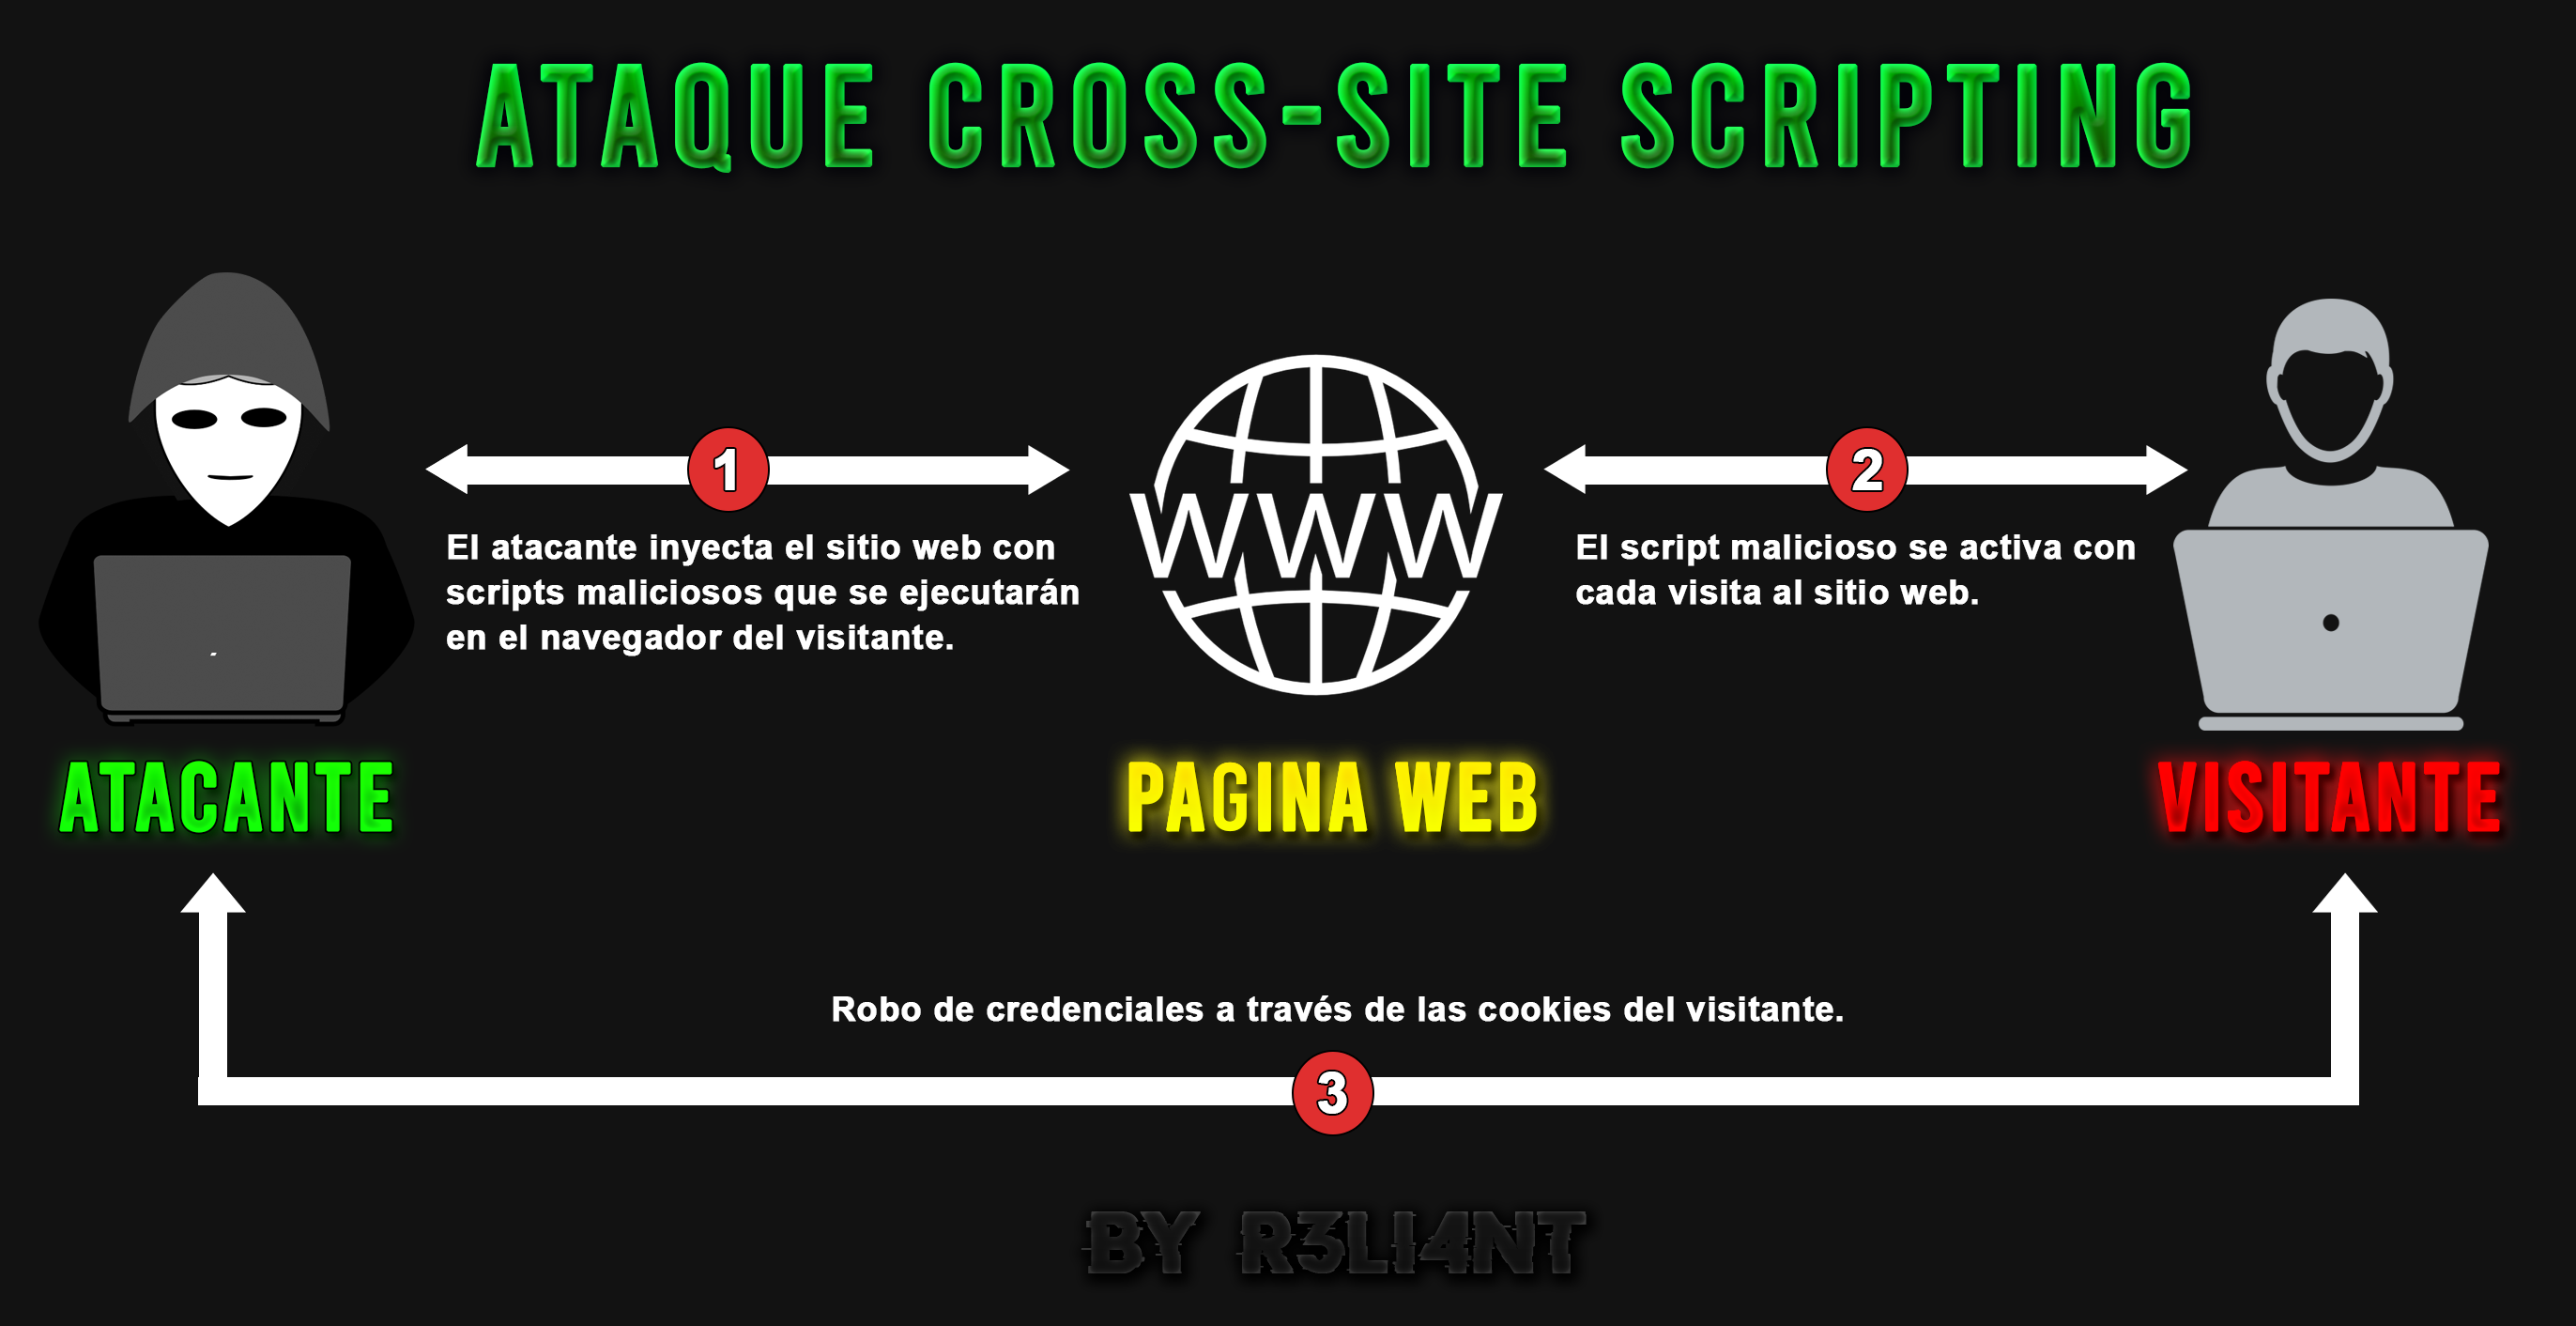 ATAQUE CROSS-SITE SCRIPTING
1
El atacante inyecta el sitio web con
scripts maliciosos que se ejecutarán
en el navegador del visitante.
WWW
2
El script malicioso se activa con
cada visita al sitio web.
ATACANTE
PAGINA WEB
VISITANTE
Robo de credenciales a través de las cookies del visitante.
3
BY R3LI4NT